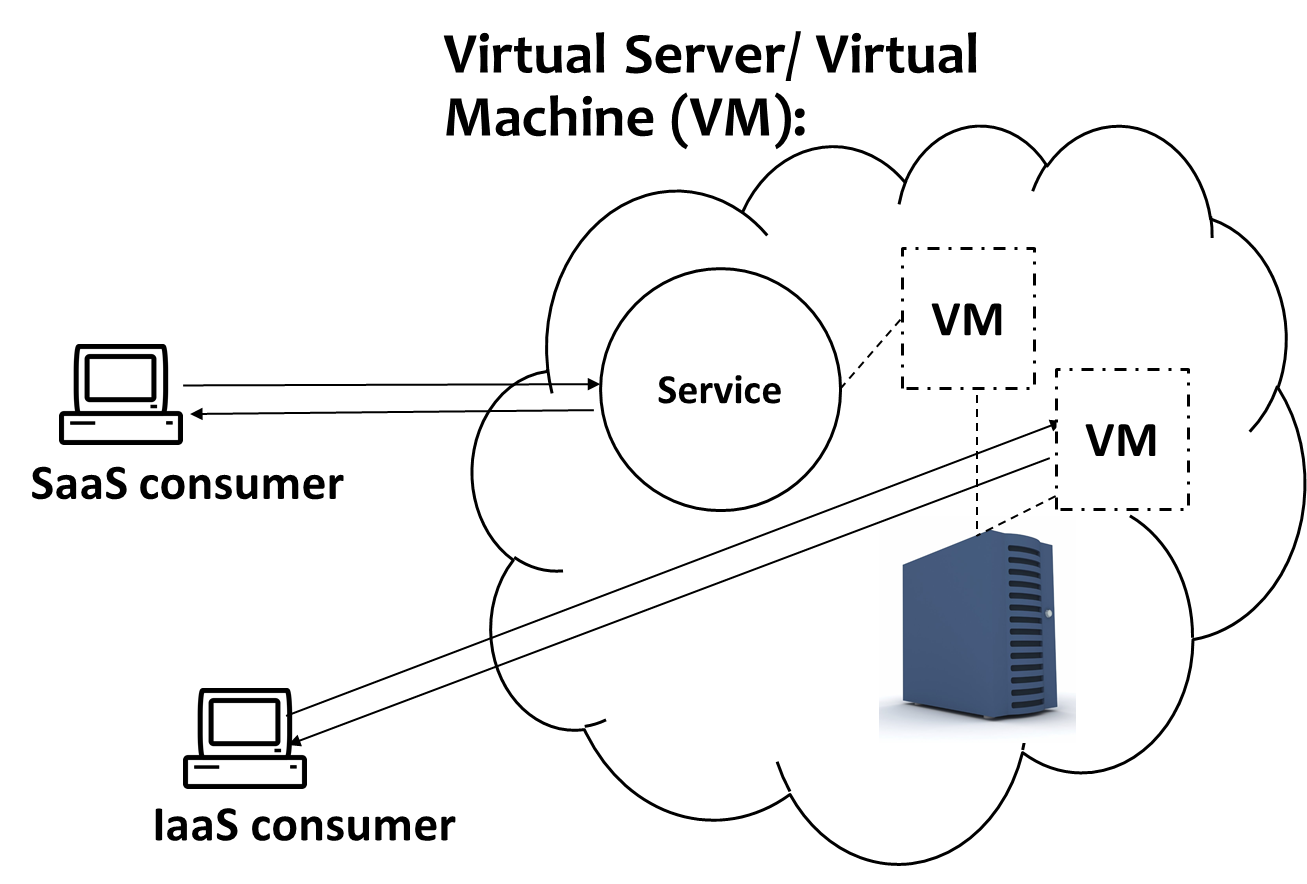 Virtual Server/ Virtual
Machine (VM):
VM
Service
VM
SaaS consumer
IaaS consumer